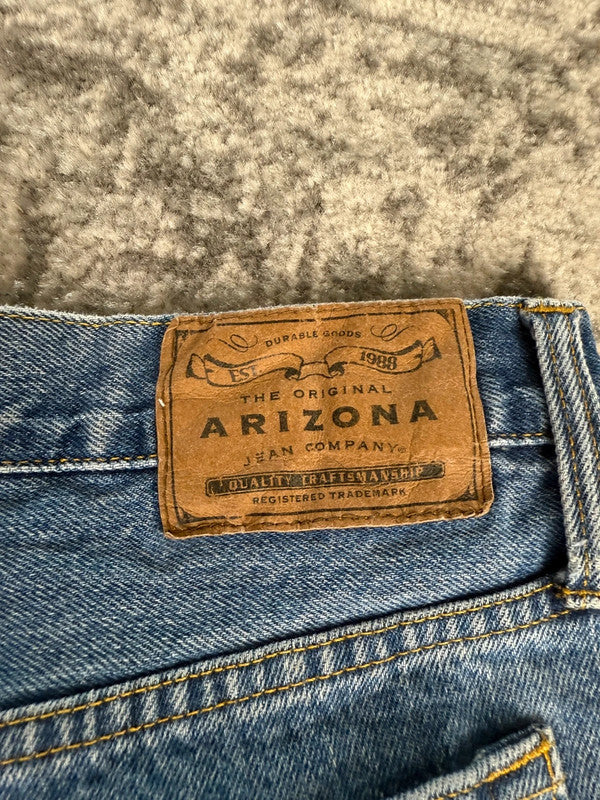 DURABLE GOODS
EST. 1988
THE ORIGINAL
ARIZONA
JEAN COMPANY®
QUALITY CRAFTSMANSHIP
REGISTERED TRADEMARK